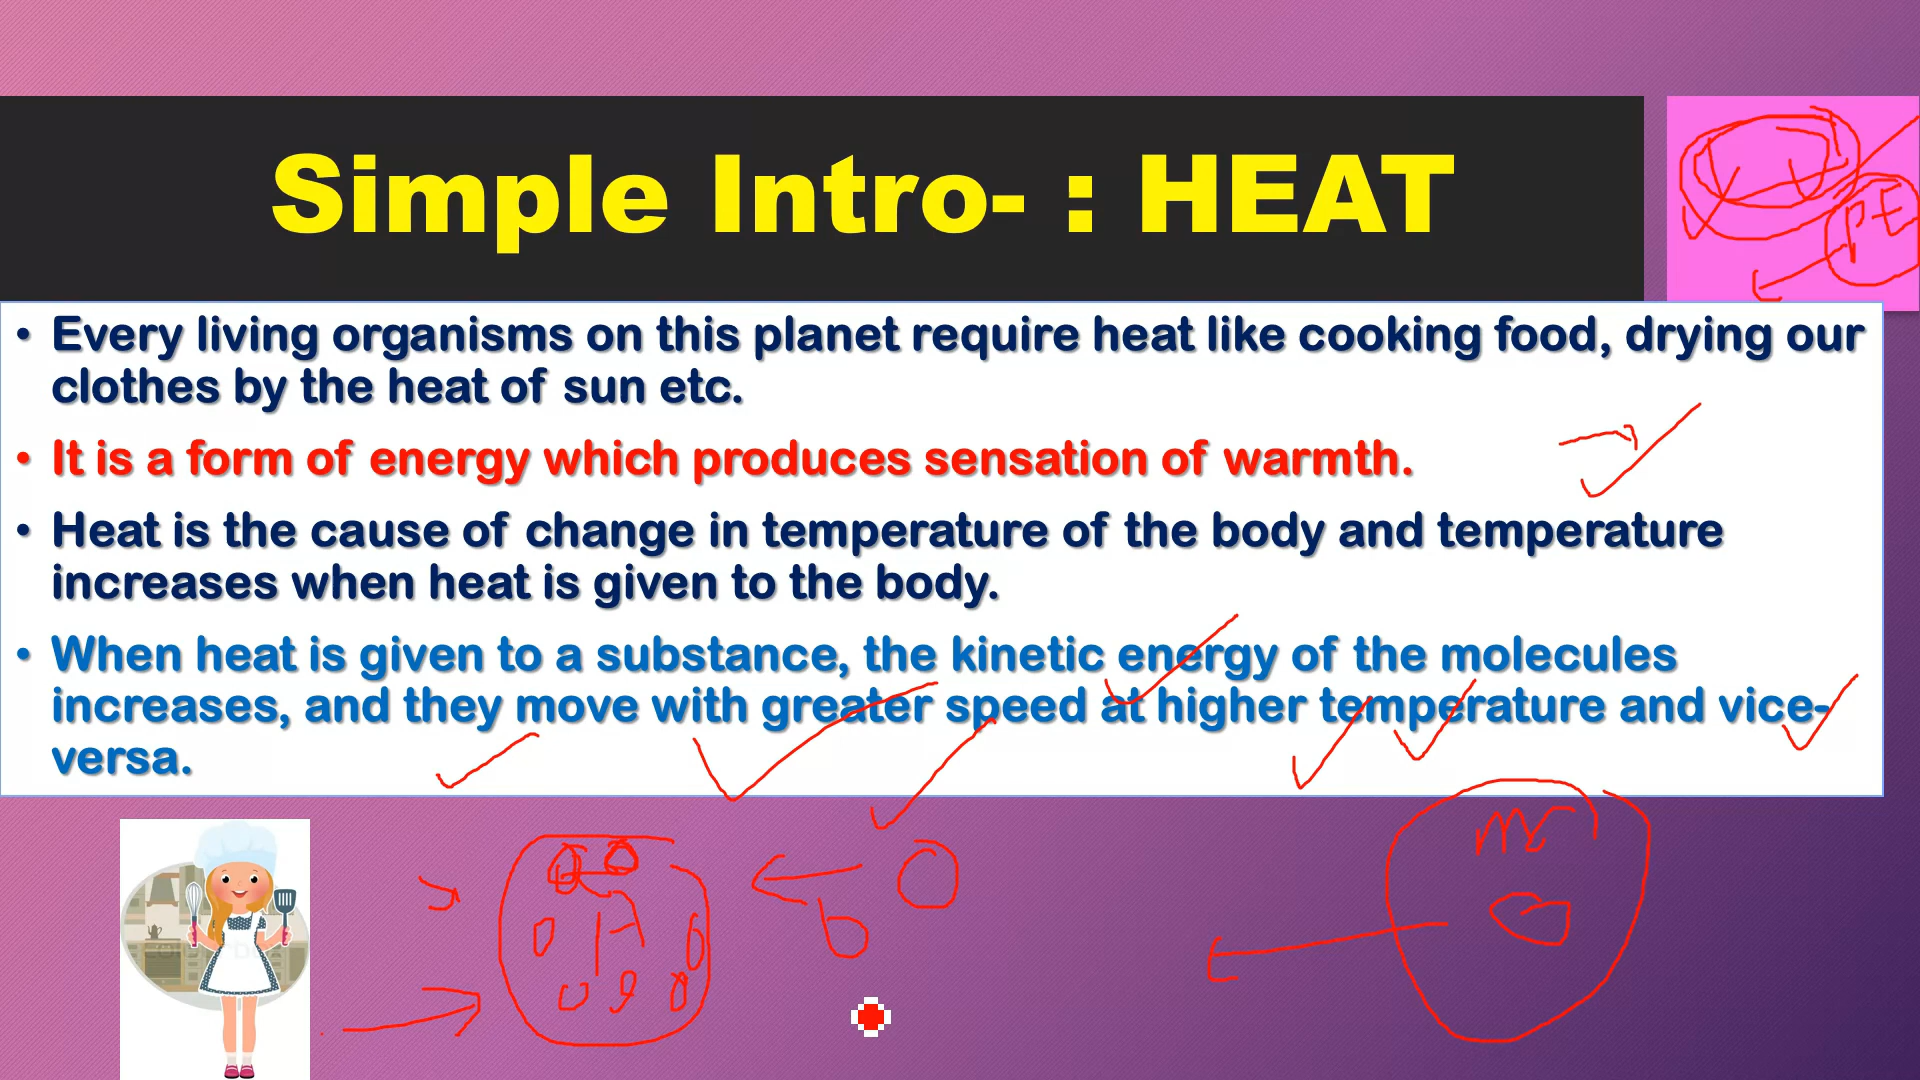 Simple Intro- : HEAT
PE
• Every living organisms on this planet require heat like cooking food, drying our
clothes by the heat of sun etc.
• It is a form of energy which produces sensation of warmth.
• Heat is the cause of change in temperature of the body and temperature
increases when heat is given to the body.
• When heat is given to a substance, the kinetic energy of the molecules
increases, and they move with greater speed at higher temperature and vice-
versa.